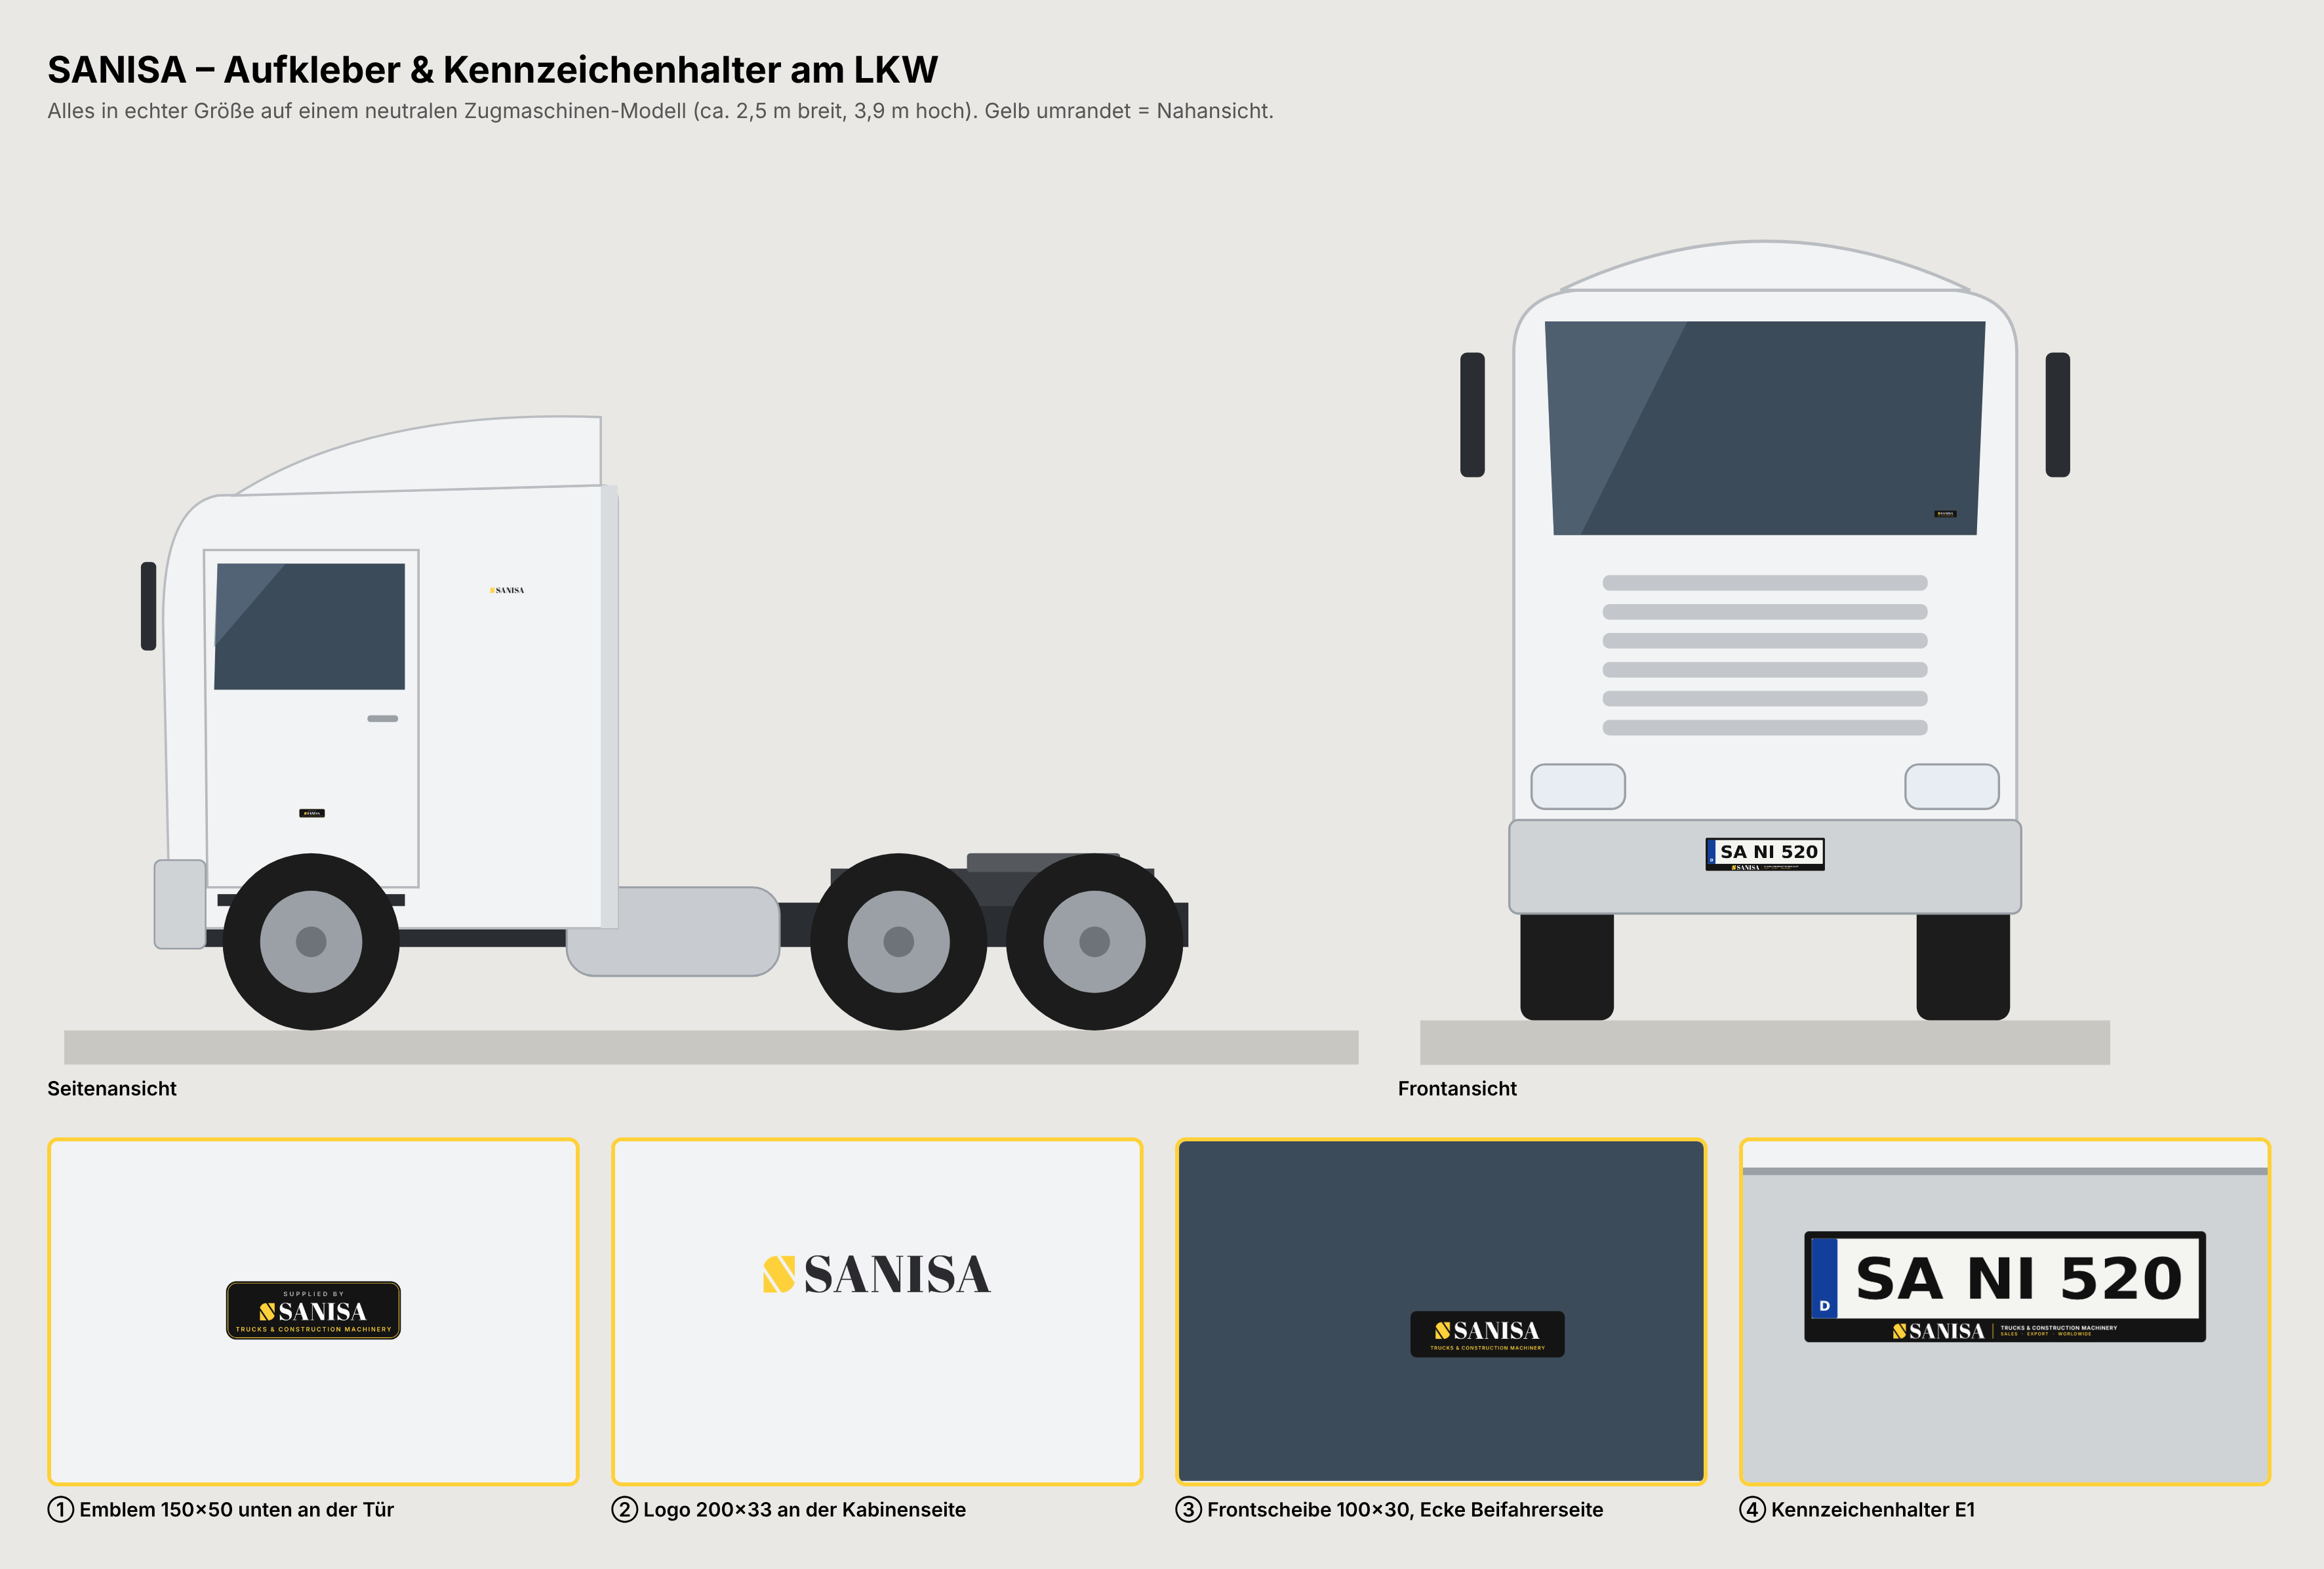 SANISA – Aufkleber & Kennzeichenhalter am LKW
Alles in echter Größe auf einem neutralen Zugmaschinen-Modell (ca. 2,5 m breit, 3,9 m hoch). Gelb umrandet = Nahansicht.
SANISA
SANISA
SANISA
SA NI 520
D
SANISA
Seitenansicht
Frontansicht
SUPPLIED BY
SANISA
TRUCKS & CONSTRUCTION MACHINERY
SANISA
SANISA
TRUCKS & CONSTRUCTION MACHINERY
SA NI 520
D
SANISA
TRUCKS & CONSTRUCTION MACHINERY
SALES · EXPORT · WORLDWIDE
① Emblem 150×50 unten an der Tür
② Logo 200×33 an der Kabinenseite
③ Frontscheibe 100×30, Ecke Beifahrerseite
④ Kennzeichenhalter E1